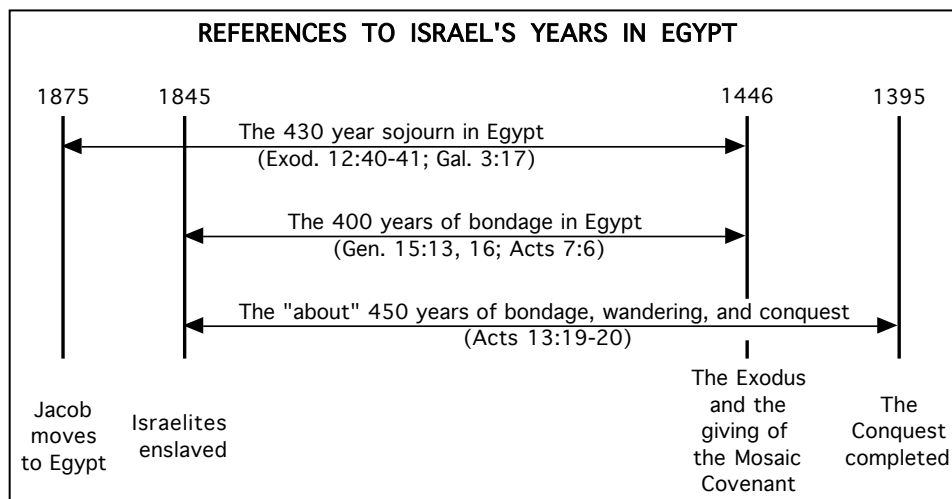 REFERENCES TO ISRAEL'S YEARS IN EGYPT
1875 1845 1446 1395
The 430 year sojourn in Egypt
(Exod. 12:40-41; Gal. 3:17)
The 400 years of bondage in Egypt
(Gen. 15:13, 16; Acts 7:6)
The "about" 450 years of bondage, wandering, and conquest
(Acts 13:19-20)
Jacob
moves
to Egypt
Israelites
enslaved
The Exodus
and the
giving of
the Mosaic
Covenant
The
Conquest
completed